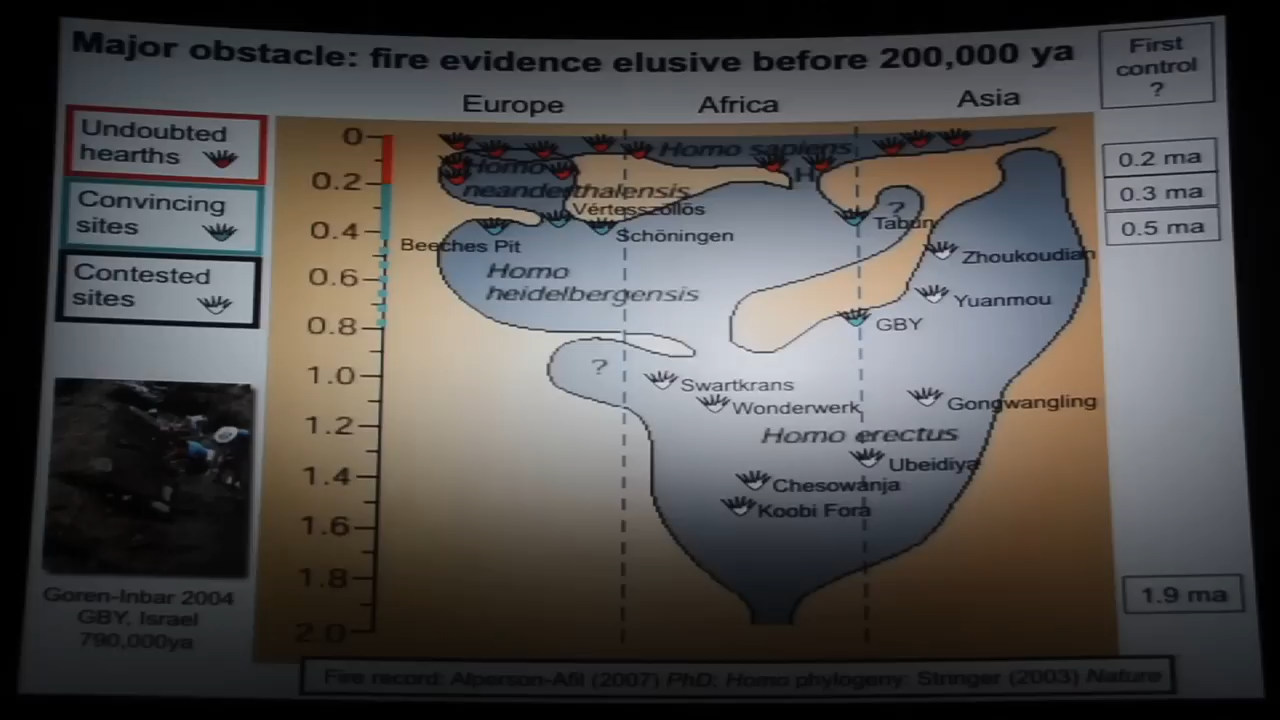 Major obstacle: fire evidence elusive before 200,000 ya
First
control
?
Europe
Africa
Asia
Undoubted
hearths
Convincing
sites
Contested
sites
0
0.2
0.4
0.6
0.8
1.0
1.2
1.4
1.6
1.8
2.0
Homo sapiens
Homo
neanderthalensis
H
Vértesszöllös
Schöningen
Beeches Pit
?
Tabun
Homo
heidelbergensis
Zhoukoudian
Yuanmou
GBY
?
Swartkrans
Wonderwerk
Gongwangling
Homo erectus
Ubeidiya
Chesowanja
Koobi Fora
0.2 ma
0.3 ma
0.5 ma
1.9 ma
Goren-Inbar 2004
GBY, Israel
790,000ya
Fire record: Alperson-Afil (2007) PhD; Homo phylogeny: Stringer (2003) Nature